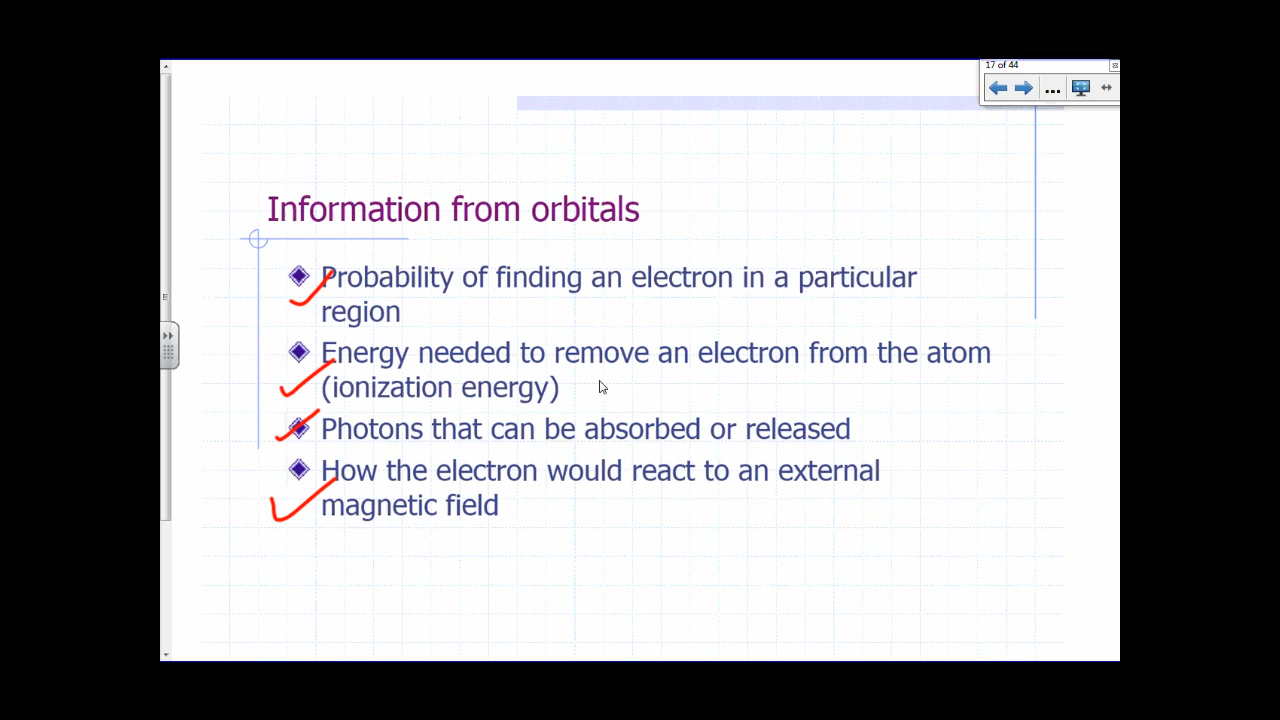 17 of 44
...
Information from orbitals
Probability of finding an electron in a particular
region
Energy needed to remove an electron from the atom
(ionization energy)
Photons that can be absorbed or released
How the electron would react to an external
magnetic field